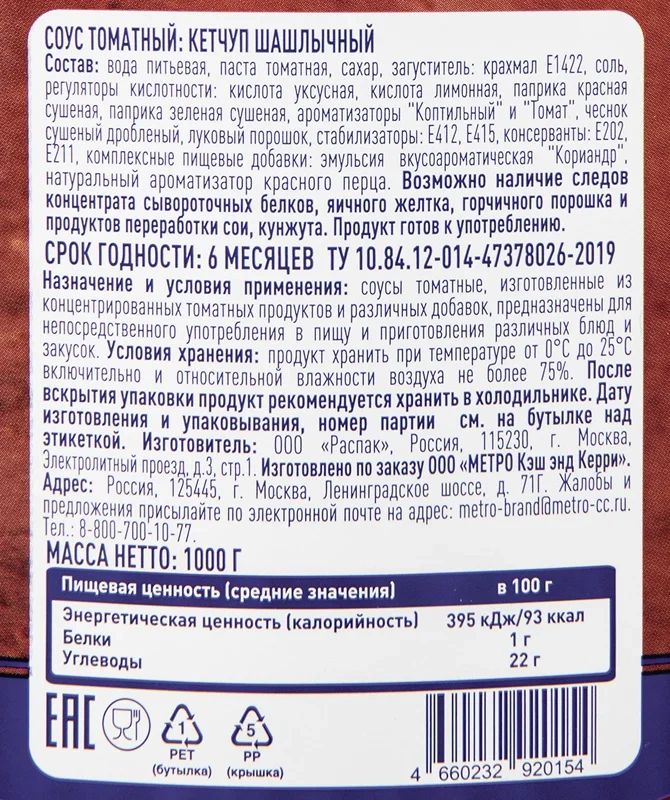 СОУС ТОМАТНЫЙ: КЕТЧУП ШАШЛЫЧНЫЙ
Состав: вода питьевая, паста томатная, сахар, загуститель: крахмал Е1422, соль,
регуляторы кислотности: кислота уксусная, кислота лимонная, паприка красная
сушеная, паприка зеленая сушеная, ароматизаторы "Коптильный" и "Томат", чеснок
сушеный дробленый, луковый порошок, стабилизаторы: Е412, Е415, консерванты: Е202,
Е211, комплексные пищевые добавки: эмульсия вкусоароматическая "Кориандр",
натуральный ароматизатор красного перца. Возможно наличие следов
концентрата сывороточных белков, яичного желтка, горчичного порошка и
продуктов переработки сои, кунжута. Продукт готов к употреблению.
СРОК ГОДНОСТИ: 6 МЕСЯЦЕВ ТУ 10.84.12-014-47378026-2019
Назначение и условия применения: соусы томатные, изготовленные из
концентрированных томатных продуктов и различных добавок, предназначены для
непосредственного употребления в пищу и приготовления различных блюд и
закусок. Условия хранения: продукт хранить при температуре от 0°С до 25°С
включительно и относительной влажности воздуха не более 75%. После
вскрытия упаковки продукт рекомендуется хранить в холодильнике. Дату
изготовления и упаковывания, номер партии см. на бутылке над
этикеткой. Изготовитель: ООО «Распак», Россия, 115230, г. Москва,
Электролитный проезд, д.3, стр.1. Изготовлено по заказу ООО «МЕТРО Кэш энд Керри».
Адрес: Россия, 125445, г. Москва, Ленинградское шоссе, д. 71Г. Жалобы и
предложения присылайте по электронной почте на адрес: metro-brand@metro-cc.ru.
Тел.: 8-800-700-10-77.
МАССА НЕТТО: 1000 Г
Пищевая ценность (средние значения) в 100 г
Энергетическая ценность (калорийность) 395 кДж/93 ккал
Белки 1 г
Углеводы 22 г
ЕАС
1 PET (бутылка)
5 PP (крышка)
4 660232 920154